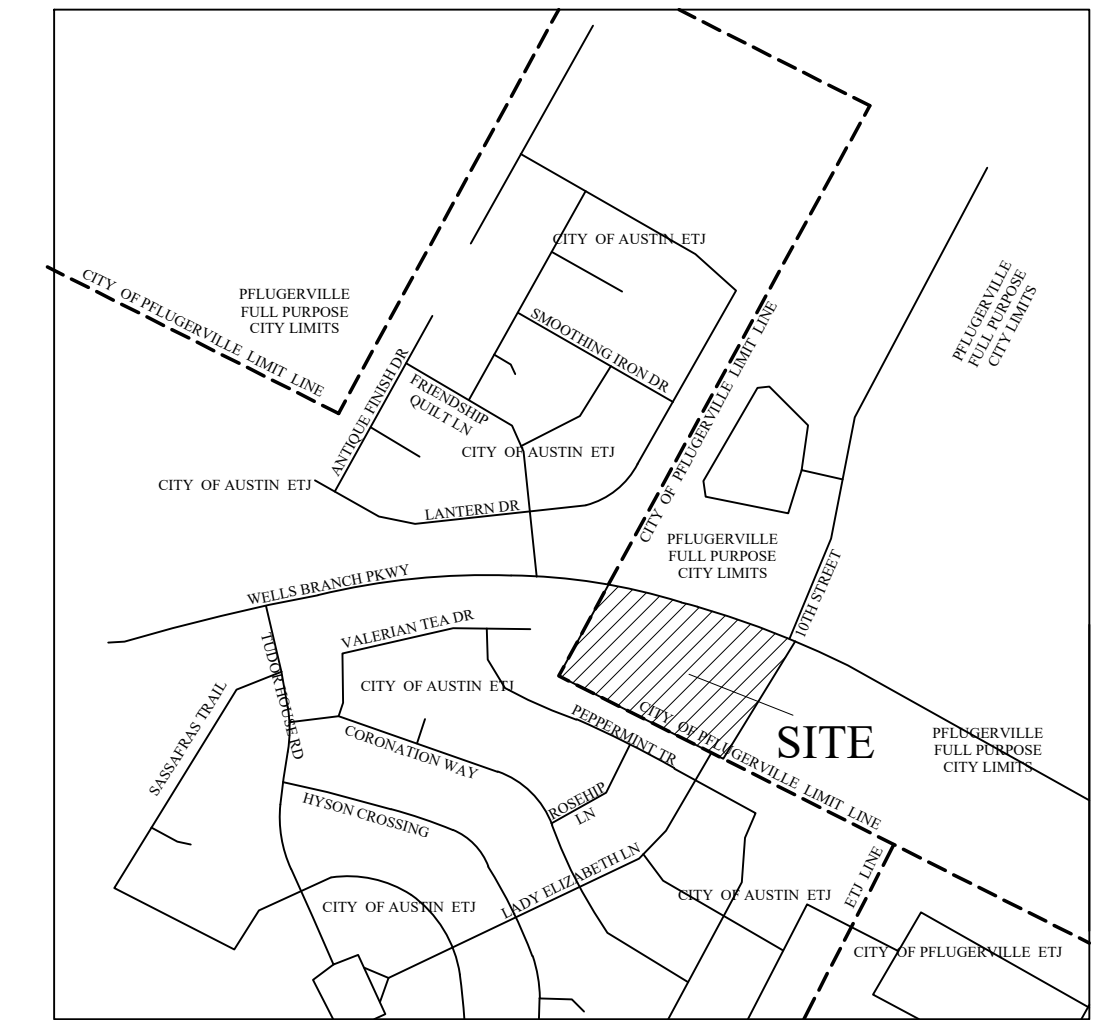 CITY OF AUSTIN ETJ
PFLUGERVILLE
FULL PURPOSE
CITY LIMITS
CITY OF PFLUGERVILLE LIMIT LINE
PFLUGERVILLE
FULL PURPOSE
CITY LIMITS
SMOOTHING IRON DR
CITY OF PFLUGERVILLE LIMIT LINE
ANTIQUE FINISH DR
FRIENDSHIP
QUILT LN
CITY OF AUSTIN ETJ
CITY OF AUSTIN ETJ
LANTERN DR
PFLUGERVILLE
FULL PURPOSE
CITY LIMITS
WELLS BRANCH PKWY
10TH STREET
VALERIAN TEA DR
TUDOR HOUSE RD
CITY OF AUSTIN ETJ
SASSAFRAS TRAIL
CORONATION WAY
PEPPERMINT TR
CITY OF PFLUGERVILLE LIMIT LINE
SITE
PFLUGERVILLE
FULL PURPOSE
CITY LIMITS
HYSON CROSSING
ROSEHIP
LN
LADY ELIZABETH LN
ETJ LINE
CITY OF AUSTIN ETJ
CITY OF AUSTIN ETJ
CITY OF PFLUGERVILLE ETJ